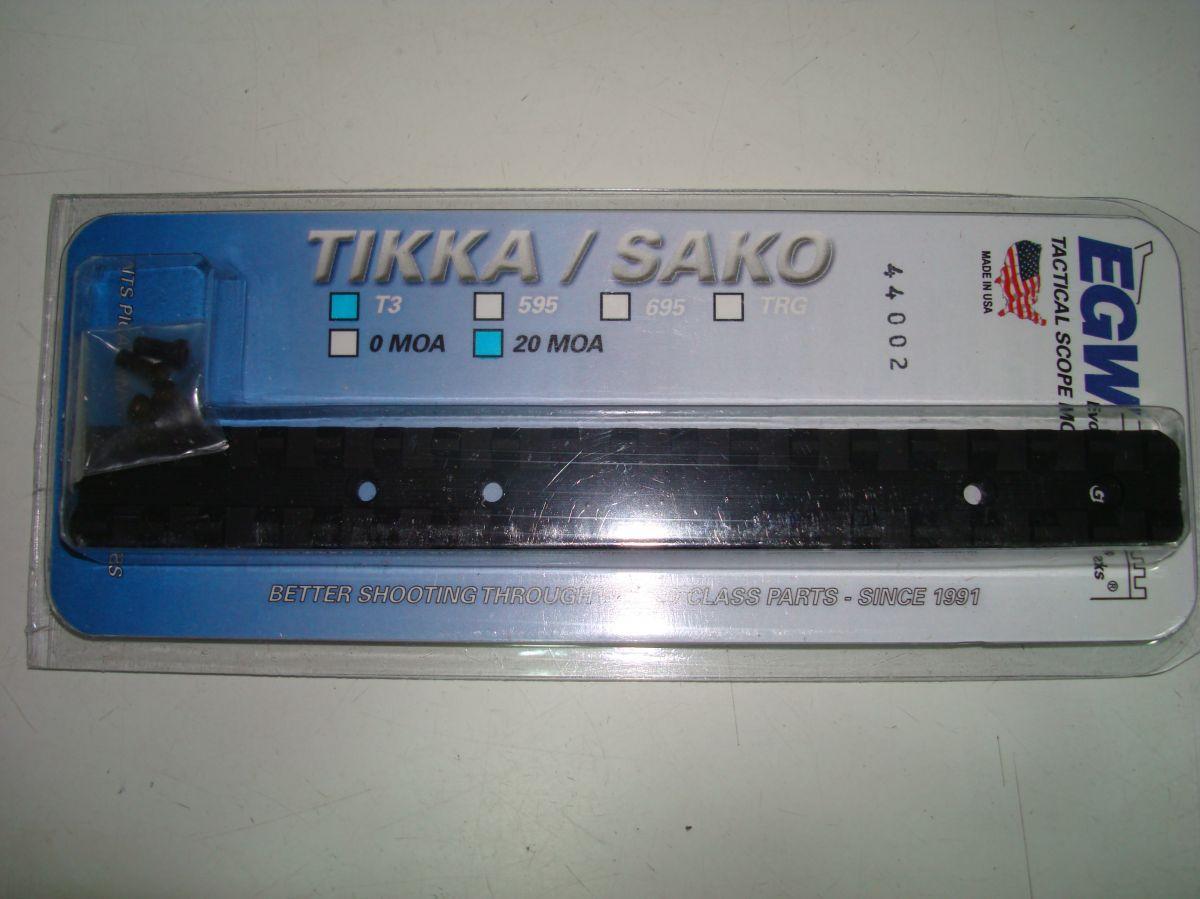 TIKKA / SAKO
T3 595 695 TRG
0 MOA 20 MOA
44002
MADE IN USA
EGW
TACTICAL SCOPE
BETTER SHOOTING THROUGH CLASS PARTS - SINCE 1991